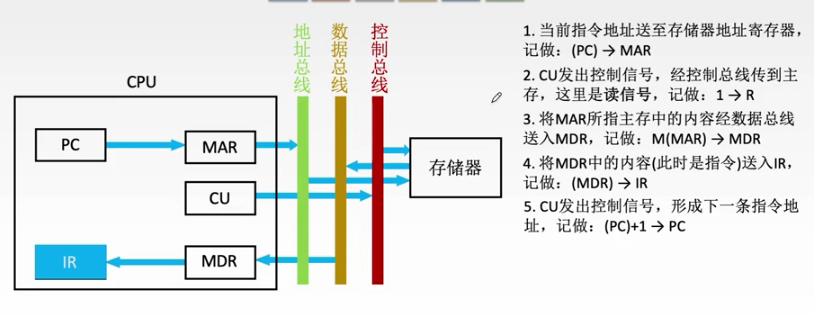 CPU
PC
MAR
CU
IR
MDR
地址总线
数据总线
控制总线
存储器
1. 当前指令地址送至存储器地址寄存器，
记做：(PC) → MAR
2. CU发出控制信号，经控制总线传到主
存，这里是读信号，记做：1 → R
3. 将MAR所指主存中的内容经数据总线
送入MDR，记做：M(MAR) → MDR
4. 将MDR中的内容(此时是指令)送入IR，
记做：(MDR) → IR
5. CU发出控制信号，形成下一条指令地
址，记做：(PC)+1 → PC